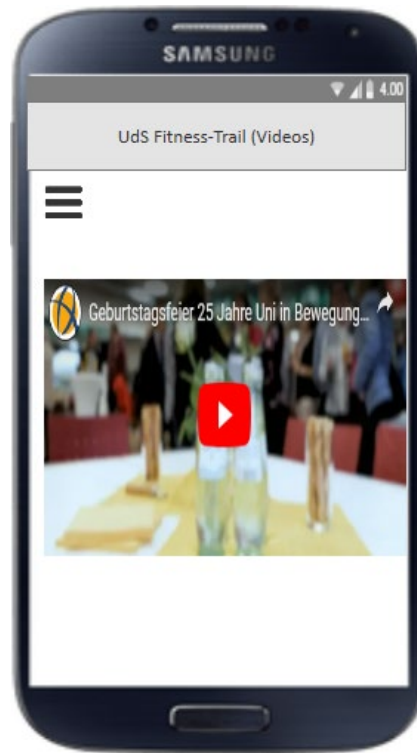 SAMSUNG
4.00
UdS Fitness-Trail (Videos)
Geburtstagsfeier 25 Jahre Uni in Bewegung...